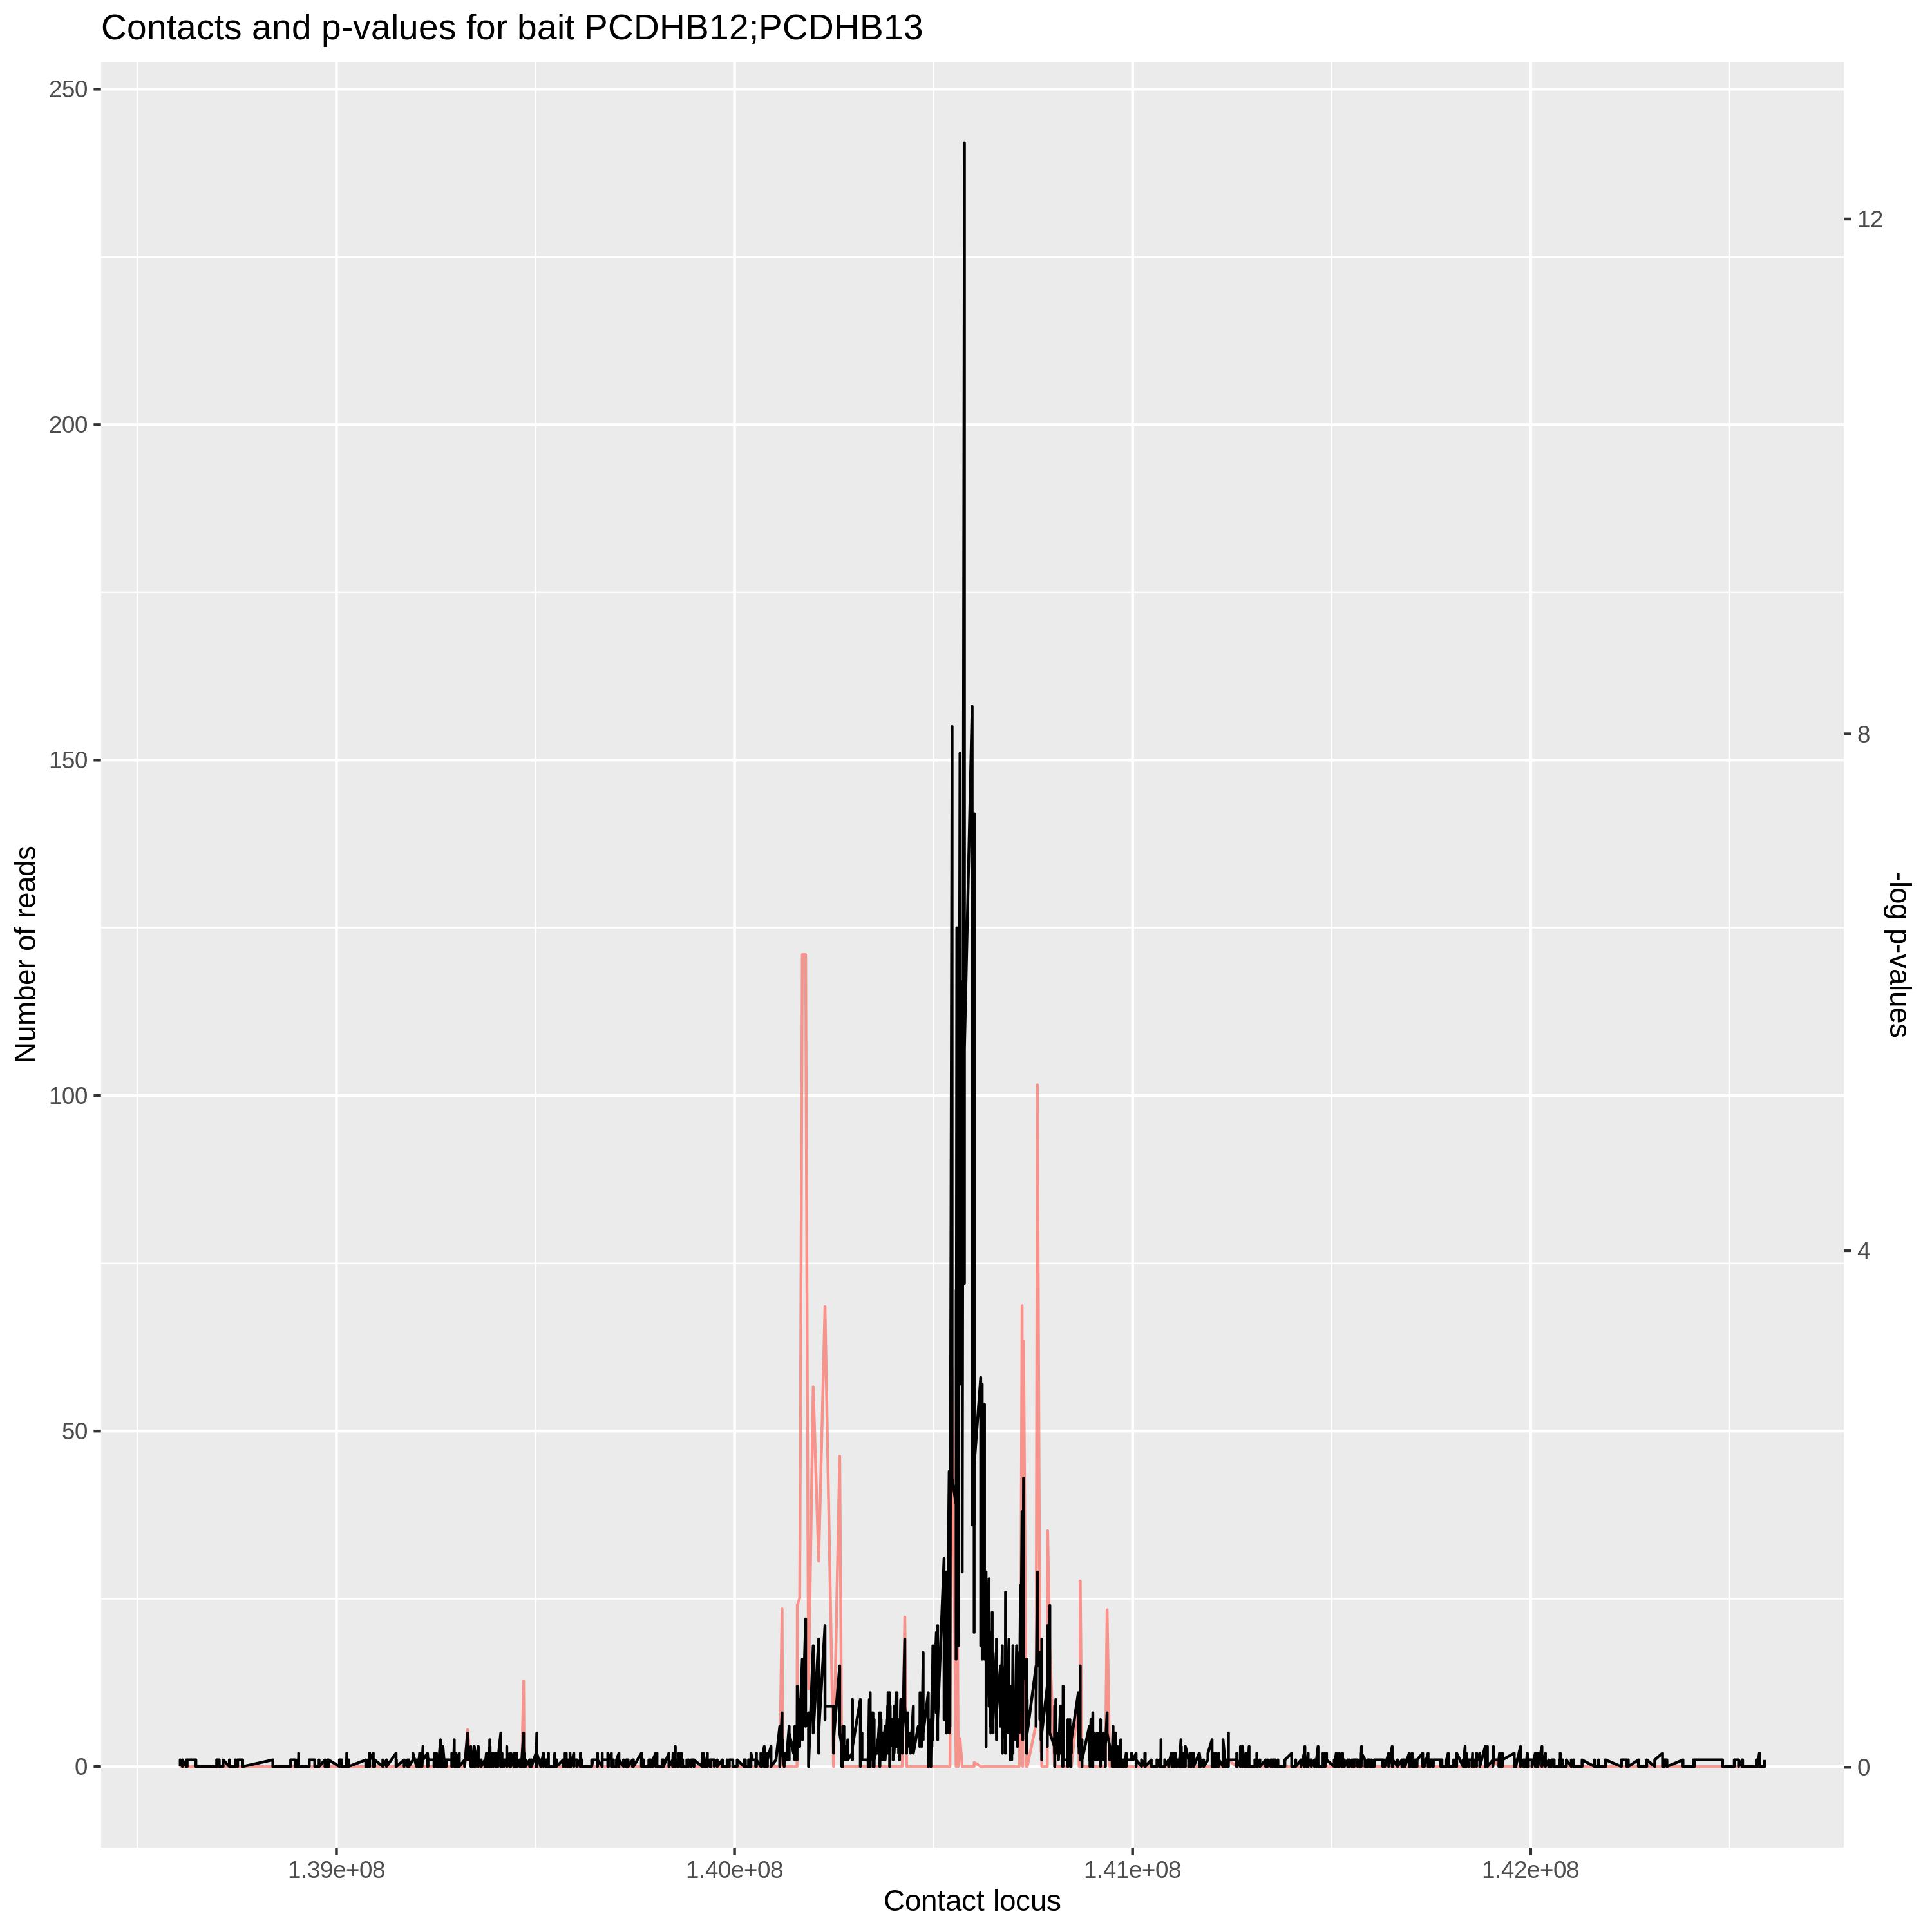 Contacts and p-values for bait PCDHB12;PCDHB13
250
200
150
100
50
0
Number of reads
12
8
4
0
-log p-values
1.39e+08
1.40e+08
1.41e+08
1.42e+08
Contact locus